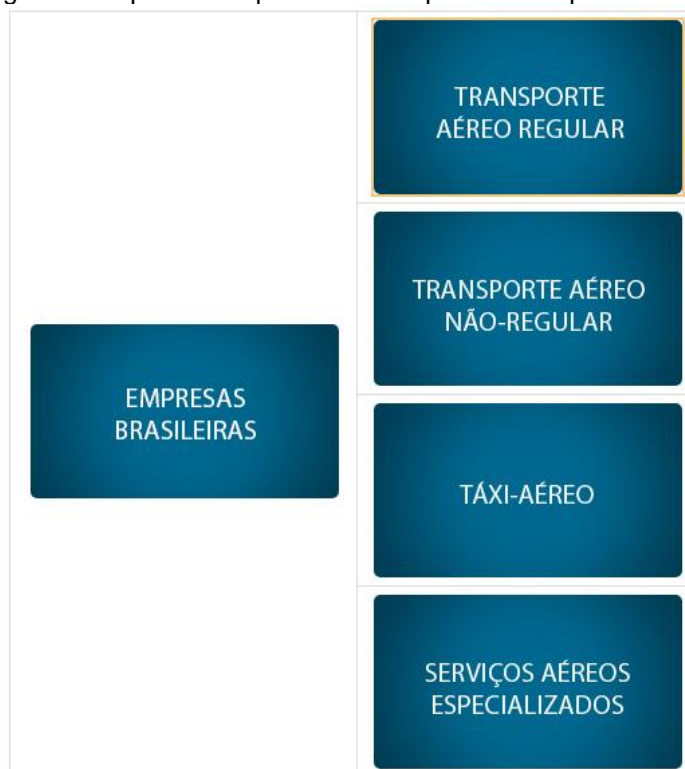 TRANSPORTE
AÉREO REGULAR
TRANSPORTE AÉREO
NÃO-REGULAR
EMPRESAS
BRASILEIRAS
TÁXI-AÉREO
SERVIÇOS AÉREOS
ESPECIALIZADOS